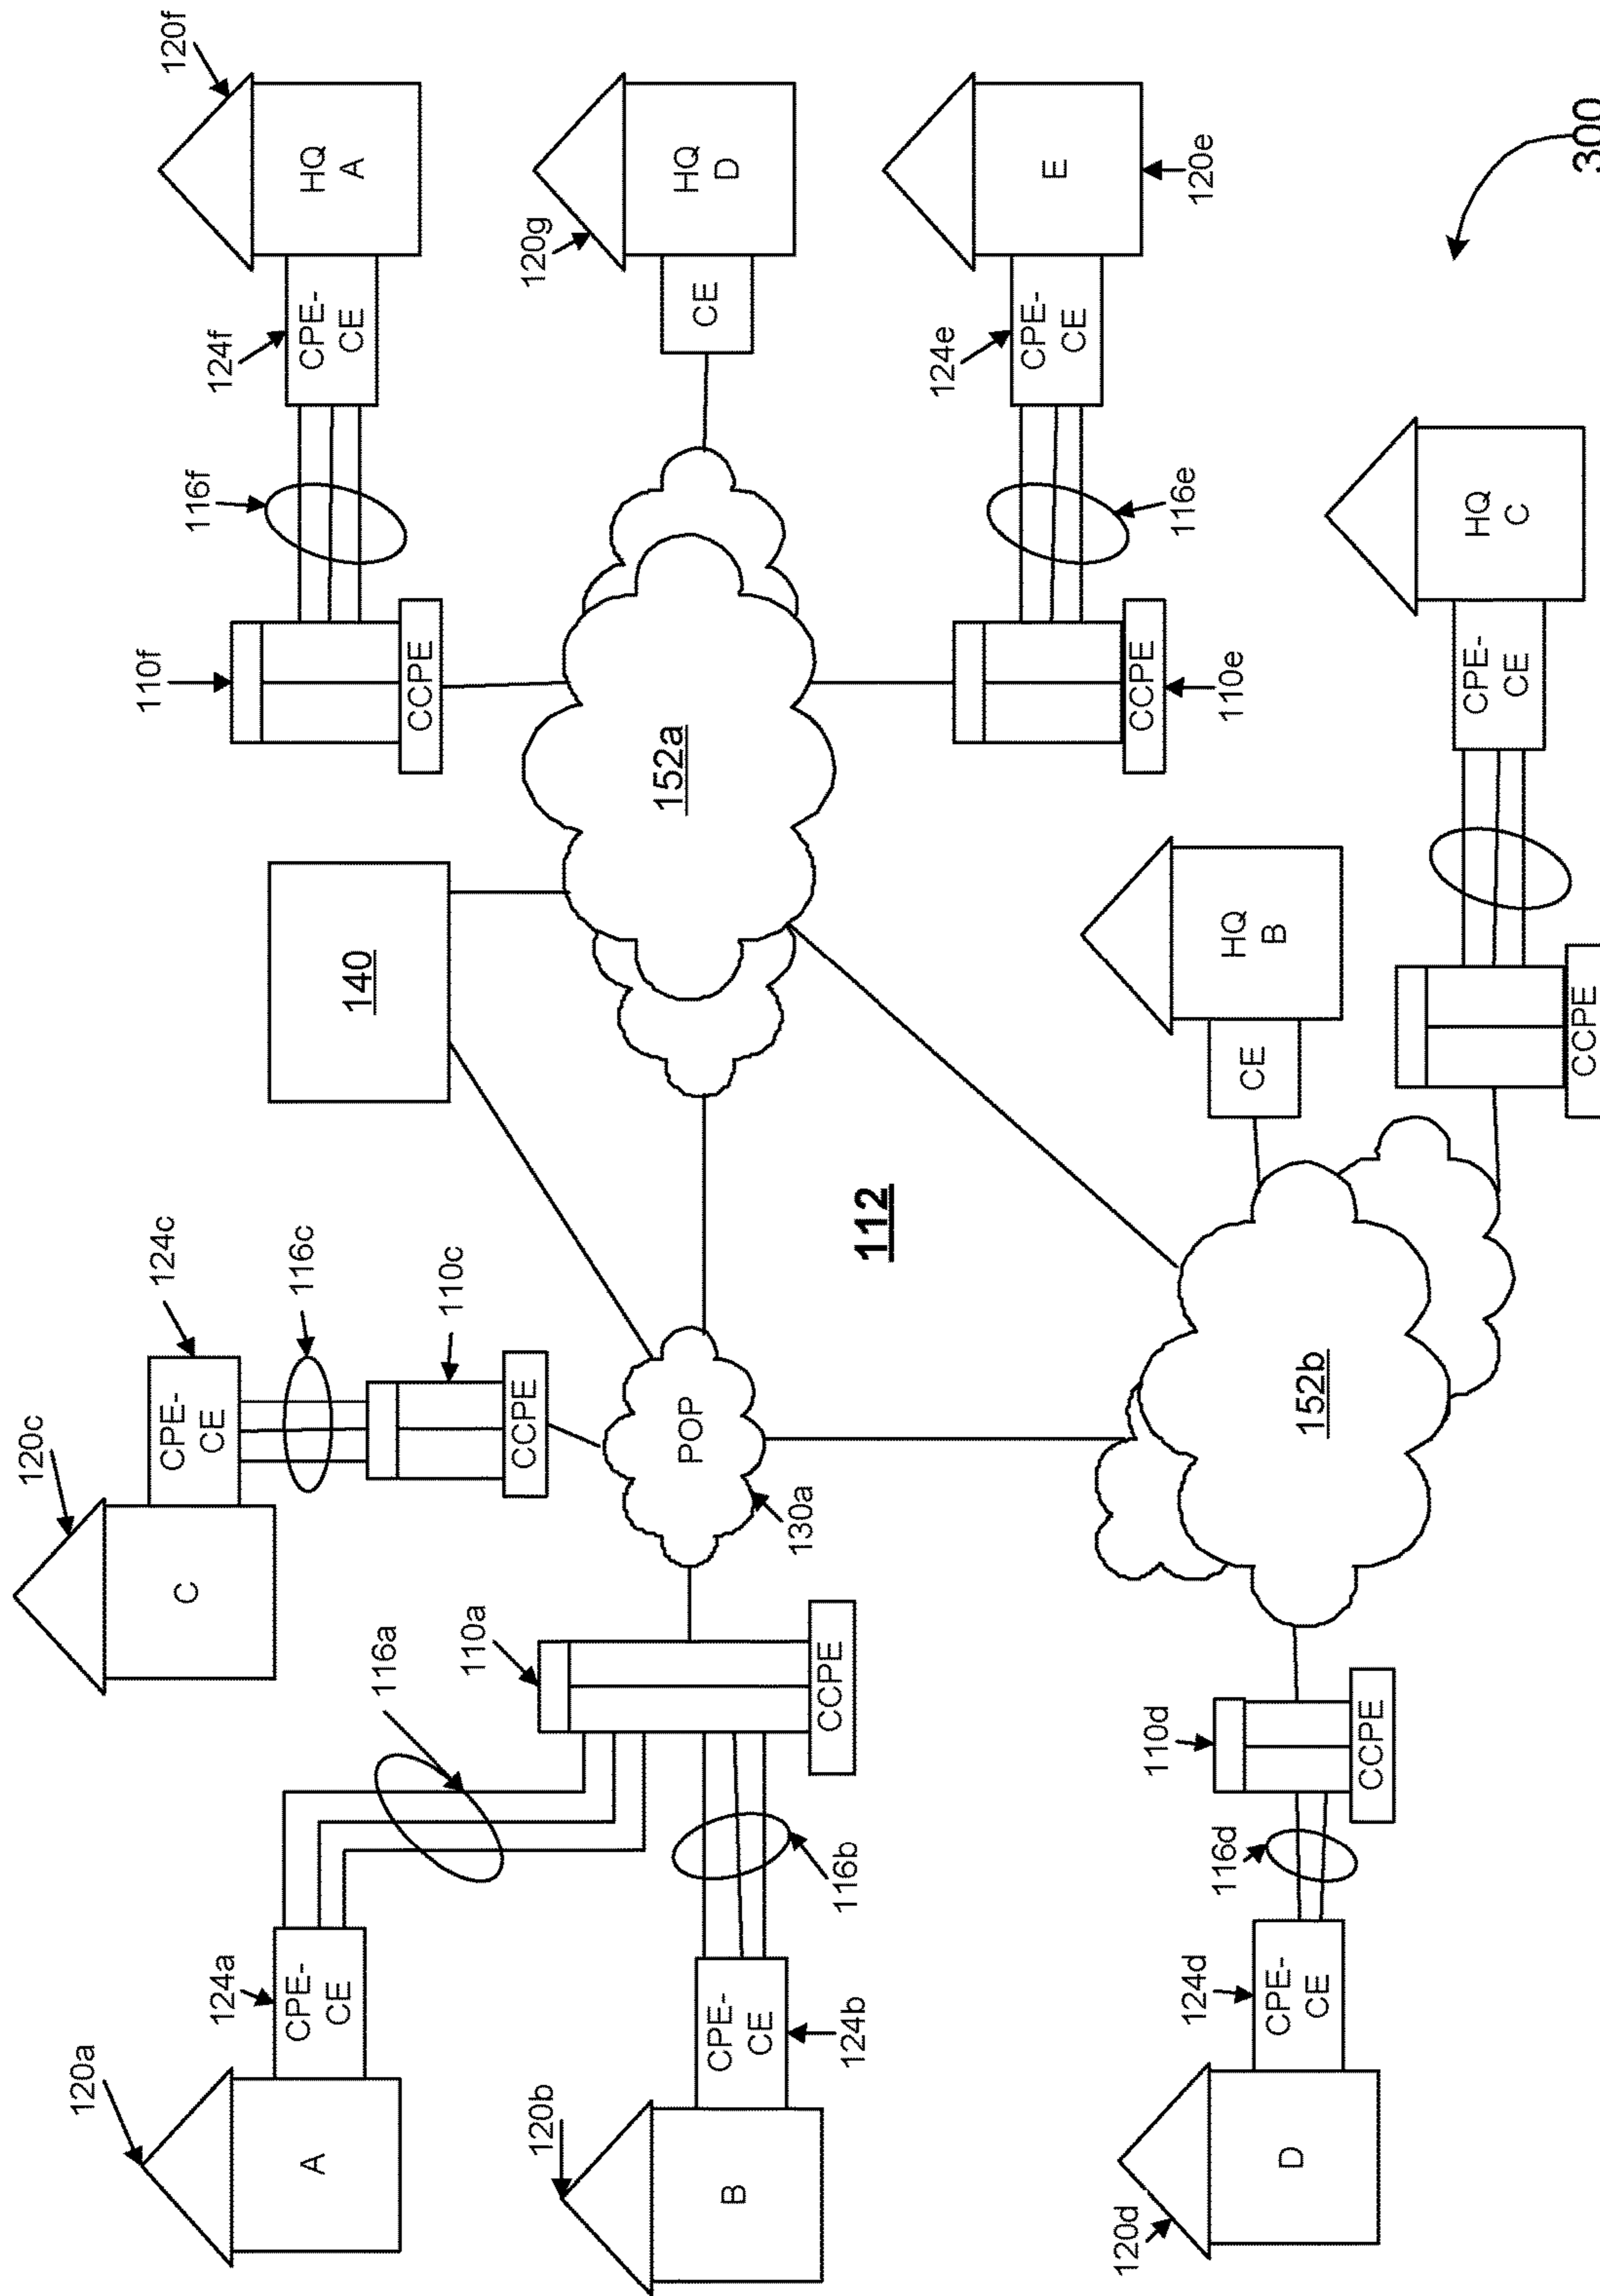 120c
120a
C
124c
CPE-
CE
120f
110f
116f
124f
CPE-
CE
HQ
A
124a
CPE-
CE
A
116a
116c
110c
CCPE
140
CCPE
110a
120b
B
CPE-
CE
124b
116b
CCPE
POP
130a
152a
120g
CE
HQ
D
112
124e
CPE-
CE
E
120e
116e
CCPE
110e
120d
D
124d
CPE-
CE
116d
110d
CCPE
152b
CE
HQ
B
CPE-
CE
HQ
C
CCPE
300